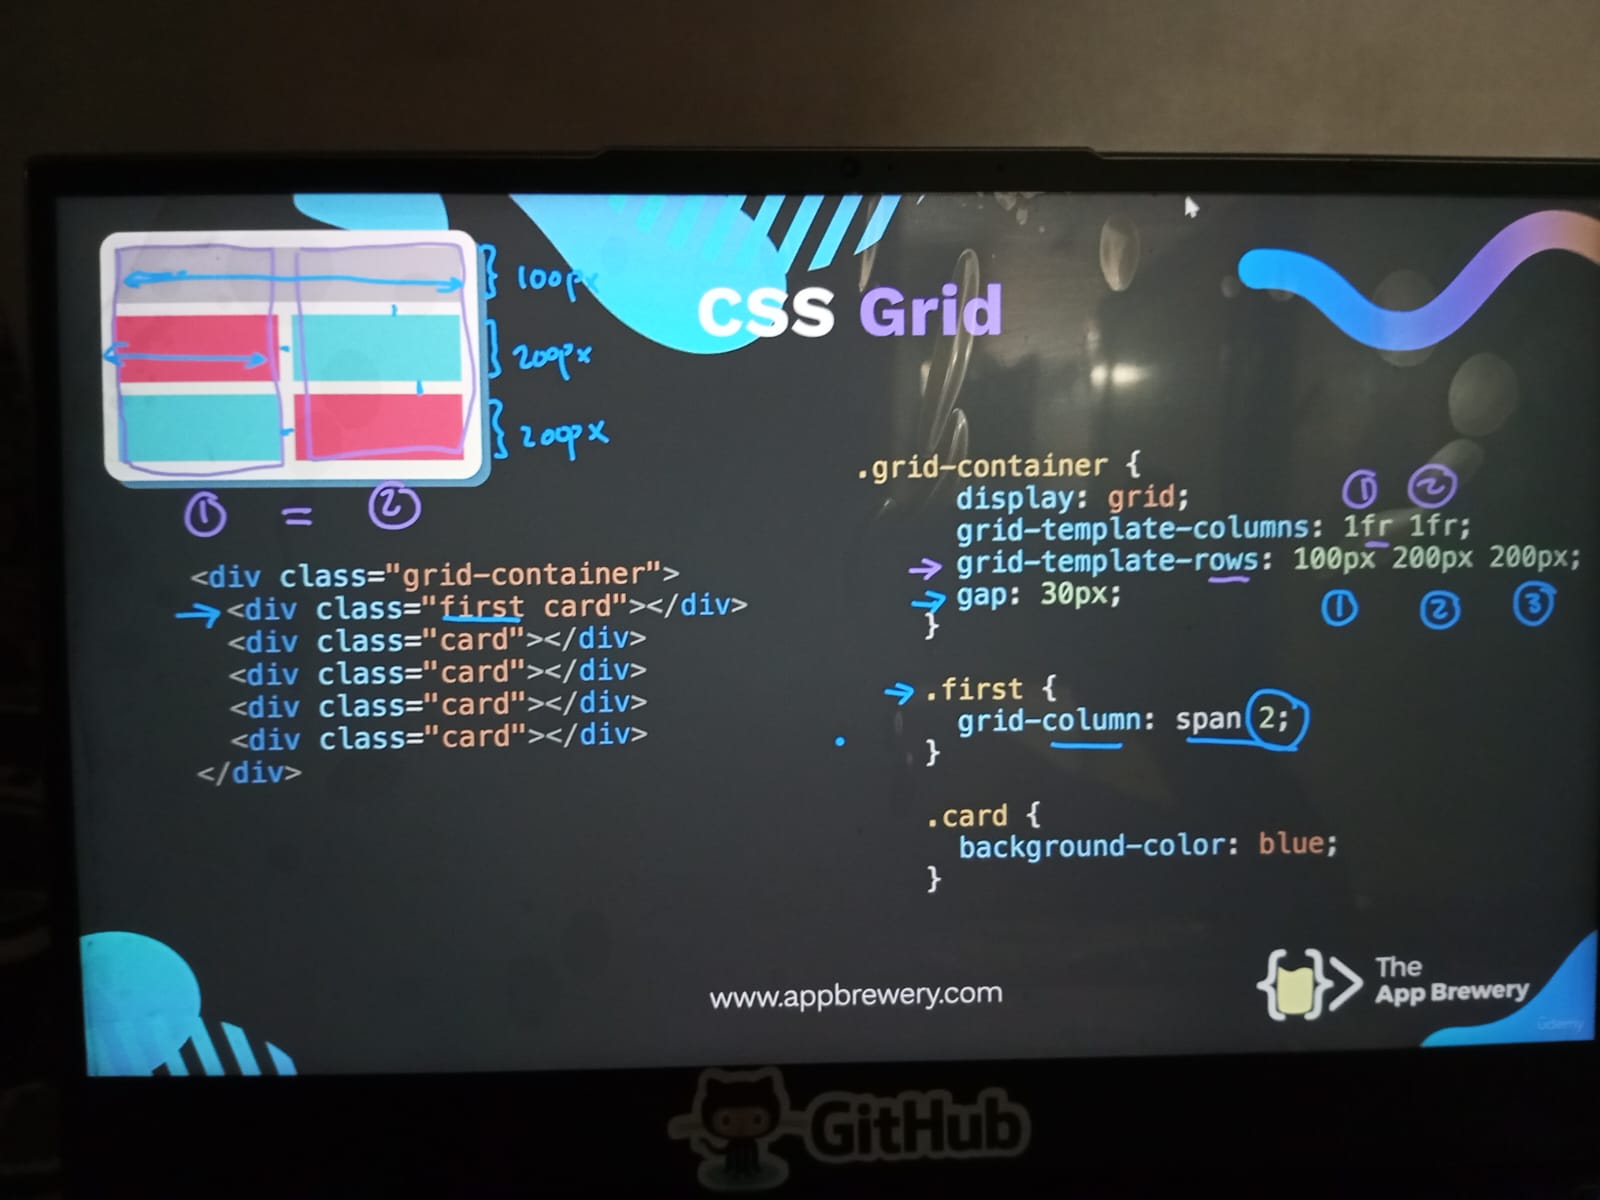 100px
200px
200px
CSS Grid
① = ②
<div class="grid-container">
<div class="first card"></div>
<div class="card"></div>
<div class="card"></div>
<div class="card"></div>
<div class="card"></div>
</div>
.grid-container {
display: grid;
① ②
grid-template-columns: 1fr 1fr;
grid-template-rows: 100px 200px 200px;
gap: 30px;
① ② ③
}
.first {
grid-column: span 2;
}
.card {
background-color: blue;
}
www.appbrewery.com
The
App Brewery
udemy
GitHub